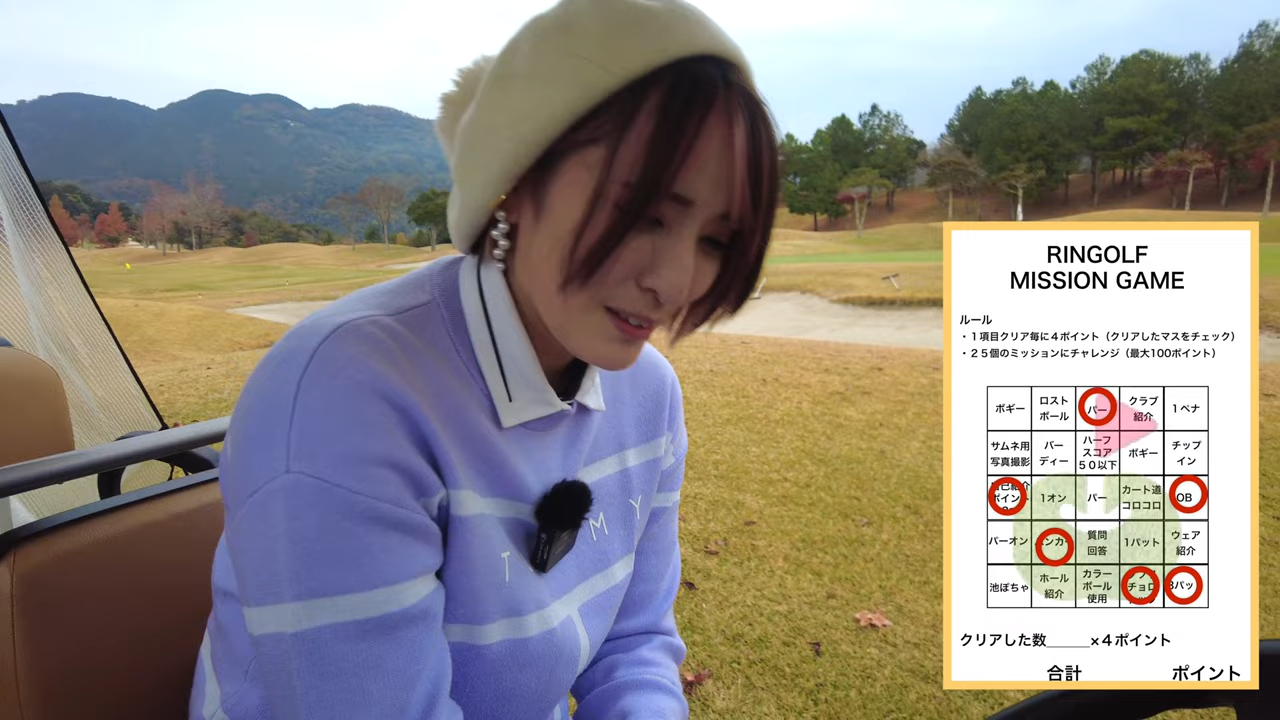 RINGOLF
MISSION GAME
ルール
・１項目クリア毎に４ポイント（クリアしたマスをチェック）
・２５個のミッションにチャレンジ（最大100ポイント）
ボギー
ロスト
ボール
パー
クラブ
紹介
１ペナ
サムネ用
写真撮影
バー
ディー
ハーフ
スコア
５０以下
ボギー
チップ
イン
ポイン
1オン
パー
カート道
コロコロ
OB
パーオン
質問
回答
1パット
ウェア
紹介
池ぽちゃ
ホール
紹介
カラー
ボール
使用
チョロ
3パッ
クリアした数_____×４ポイント
合計
ポイント
T
M Y